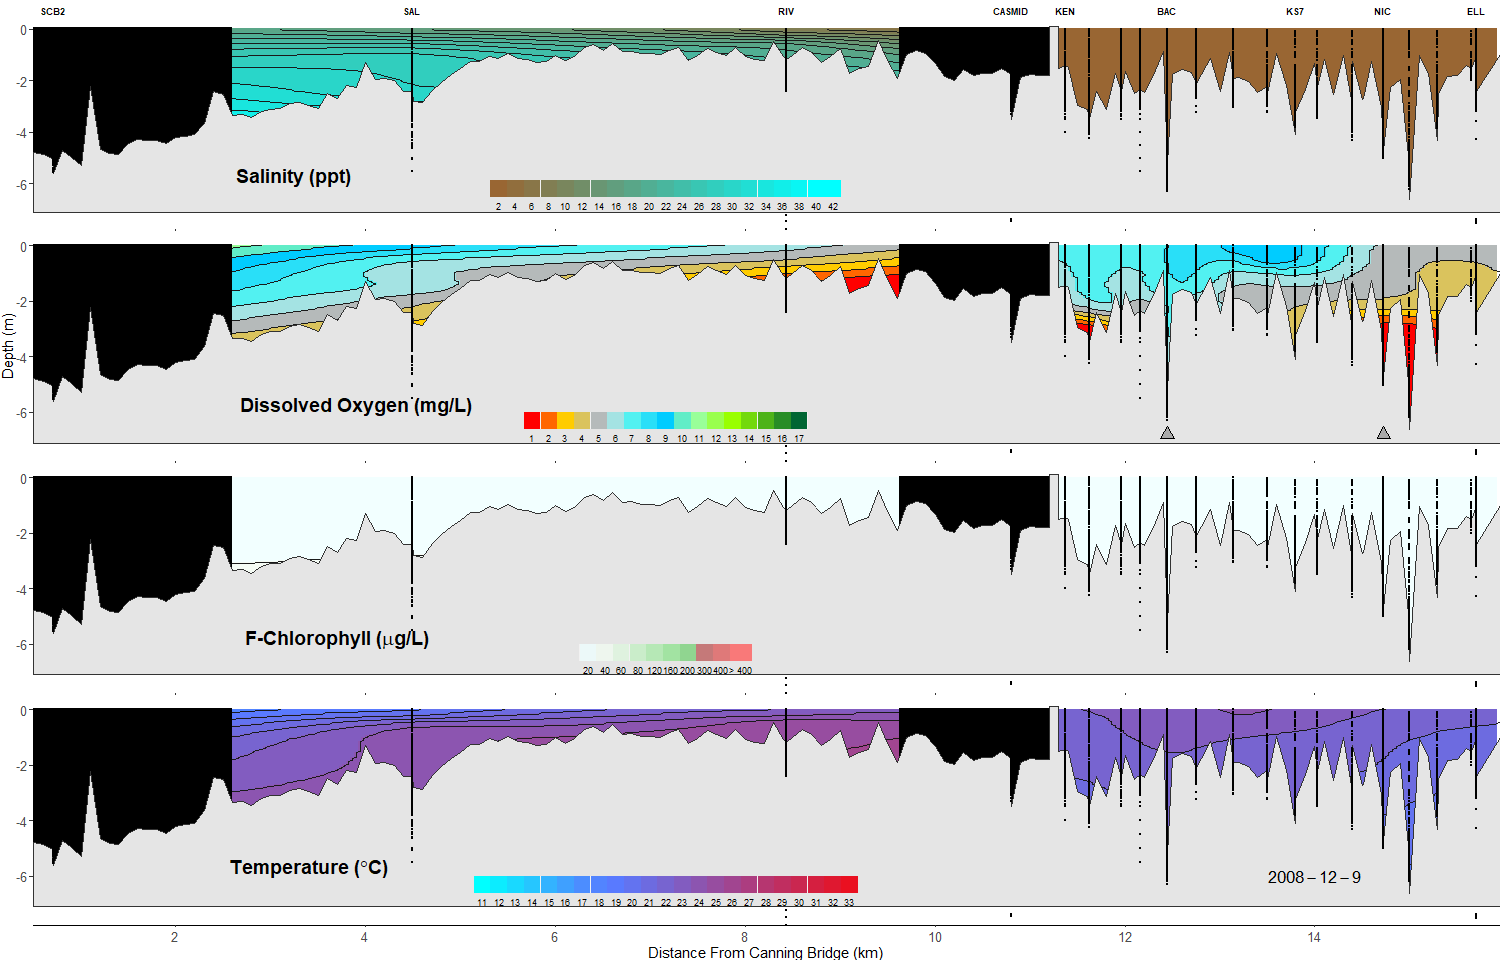 SCB2 SAL RIV CASMID KEN BAC KS7 NIC ELL
0
-2
-4
-6
Salinity (ppt)
2 4 6 8 10 12 14 16 18 20 22 24 26 28 30 32 34 36 38 40 42
0
-2
-4
-6
Depth (m)
Dissolved Oxygen (mg/L)
1 2 3 4 5 6 7 8 9 10 11 12 13 14 15 16 17
0
-2
-4
-6
F-Chlorophyll (µg/L)
20 40 60 80 120 160 200 300 400 > 400
0
-2
-4
-6
Temperature (°C)
11 12 13 14 15 16 17 18 19 20 21 22 23 24 25 26 27 28 29 30 31 32 33
2008 – 12 – 9
2 4 6 8 10 12 14
Distance From Canning Bridge (km)